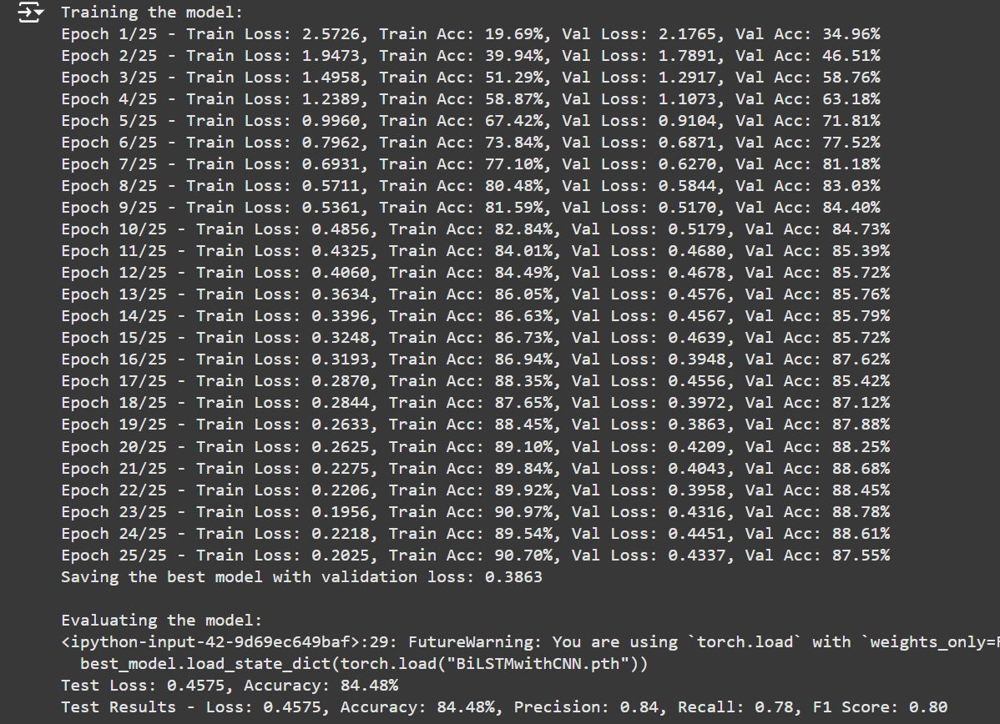 Training the model:
Epoch 1/25 - Train Loss: 2.5726, Train Acc: 19.69%, Val Loss: 2.1765, Val Acc: 34.96%
Epoch 2/25 - Train Loss: 1.9473, Train Acc: 39.94%, Val Loss: 1.7891, Val Acc: 46.51%
Epoch 3/25 - Train Loss: 1.4958, Train Acc: 51.29%, Val Loss: 1.2917, Val Acc: 58.76%
Epoch 4/25 - Train Loss: 1.2389, Train Acc: 58.87%, Val Loss: 1.1073, Val Acc: 63.18%
Epoch 5/25 - Train Loss: 0.9960, Train Acc: 67.42%, Val Loss: 0.9104, Val Acc: 71.81%
Epoch 6/25 - Train Loss: 0.7962, Train Acc: 73.84%, Val Loss: 0.6871, Val Acc: 77.52%
Epoch 7/25 - Train Loss: 0.6931, Train Acc: 77.10%, Val Loss: 0.6270, Val Acc: 81.18%
Epoch 8/25 - Train Loss: 0.5711, Train Acc: 80.48%, Val Loss: 0.5844, Val Acc: 83.03%
Epoch 9/25 - Train Loss: 0.5361, Train Acc: 81.59%, Val Loss: 0.5170, Val Acc: 84.40%
Epoch 10/25 - Train Loss: 0.4856, Train Acc: 82.84%, Val Loss: 0.5179, Val Acc: 84.73%
Epoch 11/25 - Train Loss: 0.4325, Train Acc: 84.01%, Val Loss: 0.4680, Val Acc: 85.39%
Epoch 12/25 - Train Loss: 0.4060, Train Acc: 84.49%, Val Loss: 0.4678, Val Acc: 85.72%
Epoch 13/25 - Train Loss: 0.3634, Train Acc: 86.05%, Val Loss: 0.4576, Val Acc: 85.76%
Epoch 14/25 - Train Loss: 0.3396, Train Acc: 86.63%, Val Loss: 0.4567, Val Acc: 85.79%
Epoch 15/25 - Train Loss: 0.3248, Train Acc: 86.73%, Val Loss: 0.4639, Val Acc: 85.72%
Epoch 16/25 - Train Loss: 0.3193, Train Acc: 86.94%, Val Loss: 0.3948, Val Acc: 87.62%
Epoch 17/25 - Train Loss: 0.2870, Train Acc: 88.35%, Val Loss: 0.4556, Val Acc: 85.42%
Epoch 18/25 - Train Loss: 0.2844, Train Acc: 87.65%, Val Loss: 0.3972, Val Acc: 87.12%
Epoch 19/25 - Train Loss: 0.2633, Train Acc: 88.45%, Val Loss: 0.3863, Val Acc: 87.88%
Epoch 20/25 - Train Loss: 0.2625, Train Acc: 89.10%, Val Loss: 0.4209, Val Acc: 88.25%
Epoch 21/25 - Train Loss: 0.2275, Train Acc: 89.84%, Val Loss: 0.4043, Val Acc: 88.68%
Epoch 22/25 - Train Loss: 0.2206, Train Acc: 89.92%, Val Loss: 0.3958, Val Acc: 88.45%
Epoch 23/25 - Train Loss: 0.1956, Train Acc: 90.97%, Val Loss: 0.4316, Val Acc: 88.78%
Epoch 24/25 - Train Loss: 0.2218, Train Acc: 89.54%, Val Loss: 0.4451, Val Acc: 88.61%
Epoch 25/25 - Train Loss: 0.2025, Train Acc: 90.70%, Val Loss: 0.4337, Val Acc: 87.55%
Saving the best model with validation loss: 0.3863
Evaluating the model:
<ipython-input-42-9d69ec649baf>:29: FutureWarning: You are using `torch.load` with `weights_only=F
best_model.load_state_dict(torch.load("BiLSTMwithCNN.pth"))
Test Loss: 0.4575, Accuracy: 84.48%
Test Results - Loss: 0.4575, Accuracy: 84.48%, Precision: 0.84, Recall: 0.78, F1 Score: 0.80